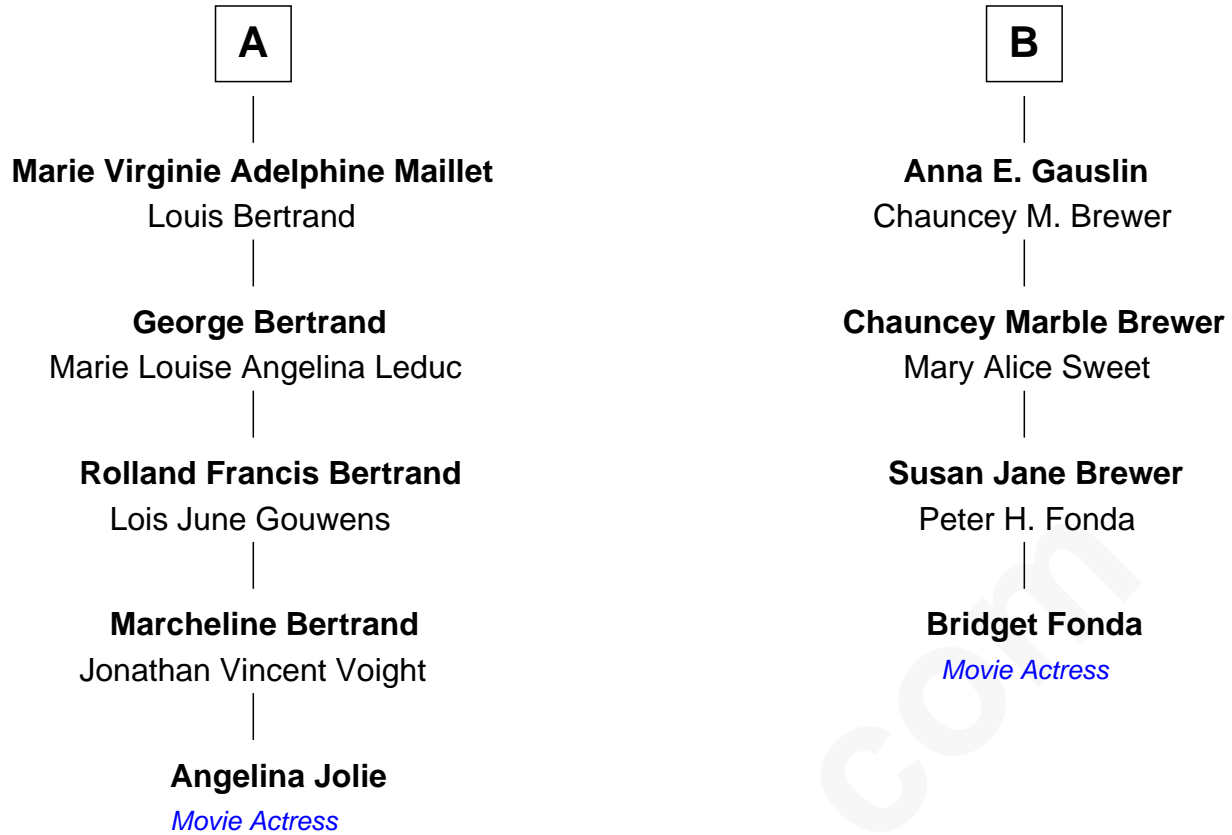 A
Marie Virginie Adelphine Maillet
Louis Bertrand
George Bertrand
Marie Louise Angelina Leduc
Rolland Francis Bertrand
Lois June Gouwens
Marcheline Bertrand
Jonathan Vincent Voight
Angelina Jolie
Movie Actress
B
Anna E. Gauslin
Chauncey M. Brewer
Chauncey Marble Brewer
Mary Alice Sweet
Susan Jane Brewer
Peter H. Fonda
Bridget Fonda
Movie Actress
com